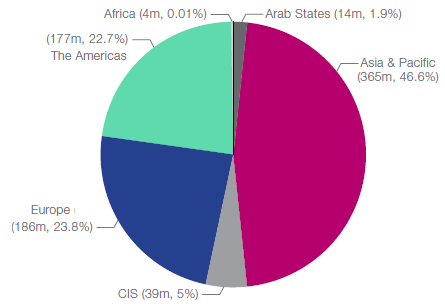 Africa (4m, 0.01%)
Arab States (14m, 1.9%)
(177m, 22.7%)
The Americas
Asia & Pacific
(365m, 46.6%)
Europe
(186m, 23.8%)
CIS (39m, 5%)